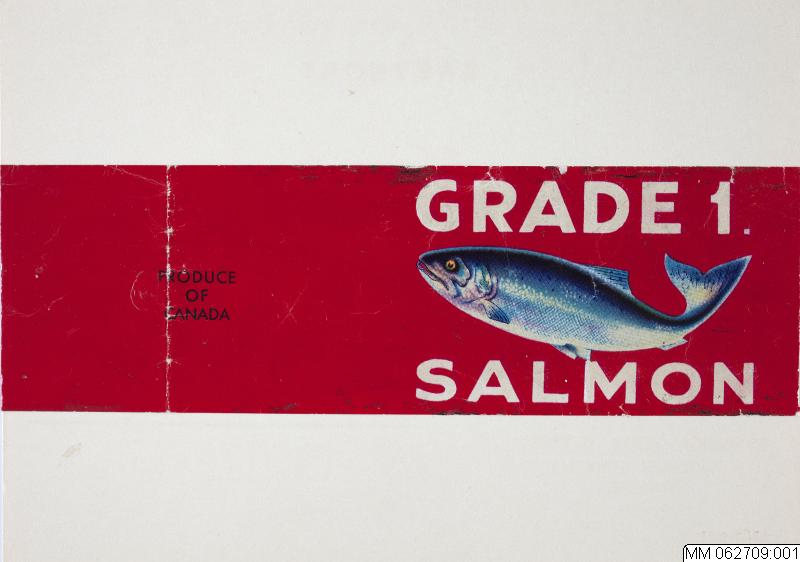 GRADE 1.
PRODUCE
OF
CANADA
SALMON
MM 062709:001